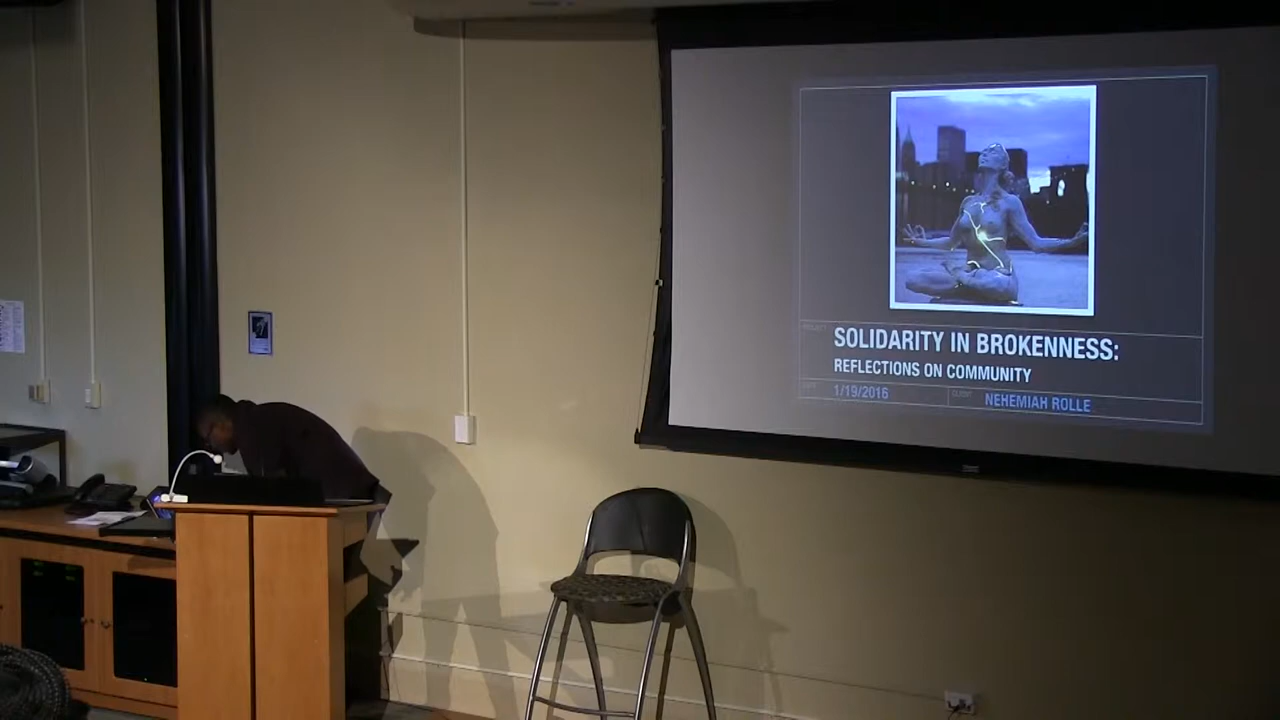 SOLIDARITY IN BROKENNESS:
REFLECTIONS ON COMMUNITY
1/19/2016
NEHEMIAH ROLLE